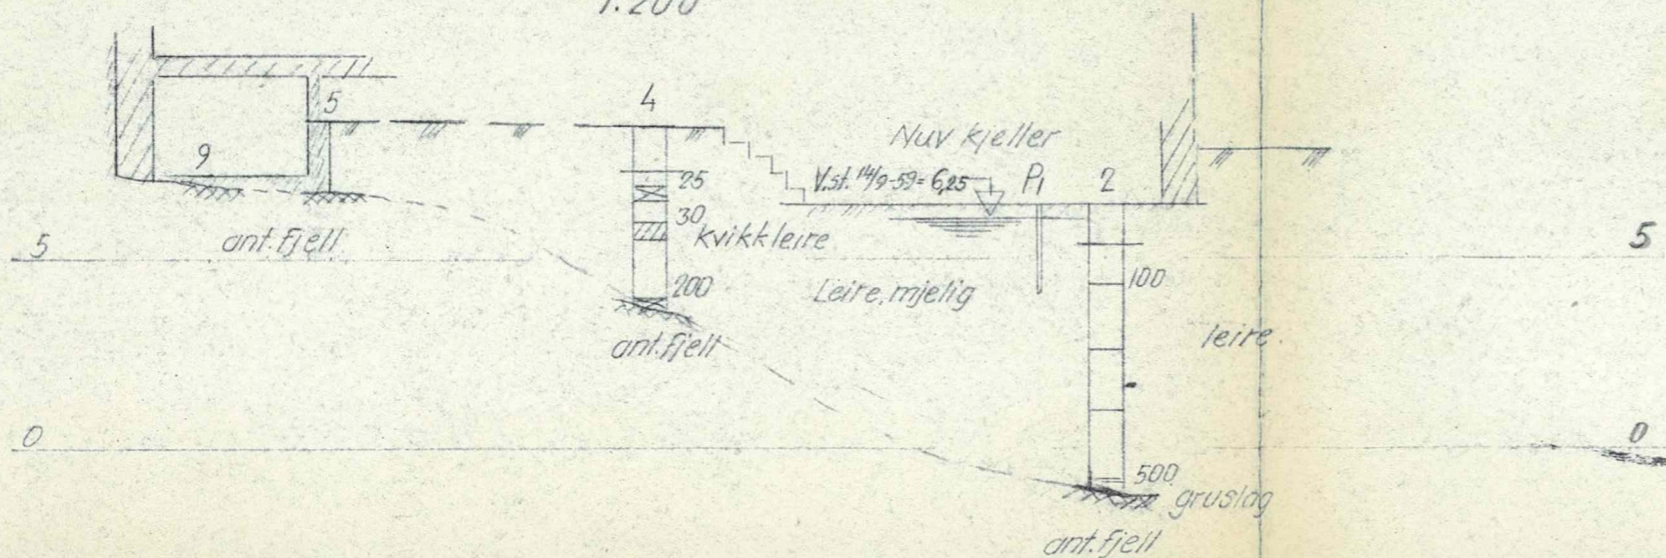 1:200
5
4
9
25
30
kvikkleire
200
ant.fjell
ant.fjell
Nuv kjeller
V.st. 14/9-59= 6,25
P1
2
Leire, mjelig
100
leire.
500
gruslag
ant.fjell
5
5
0
0